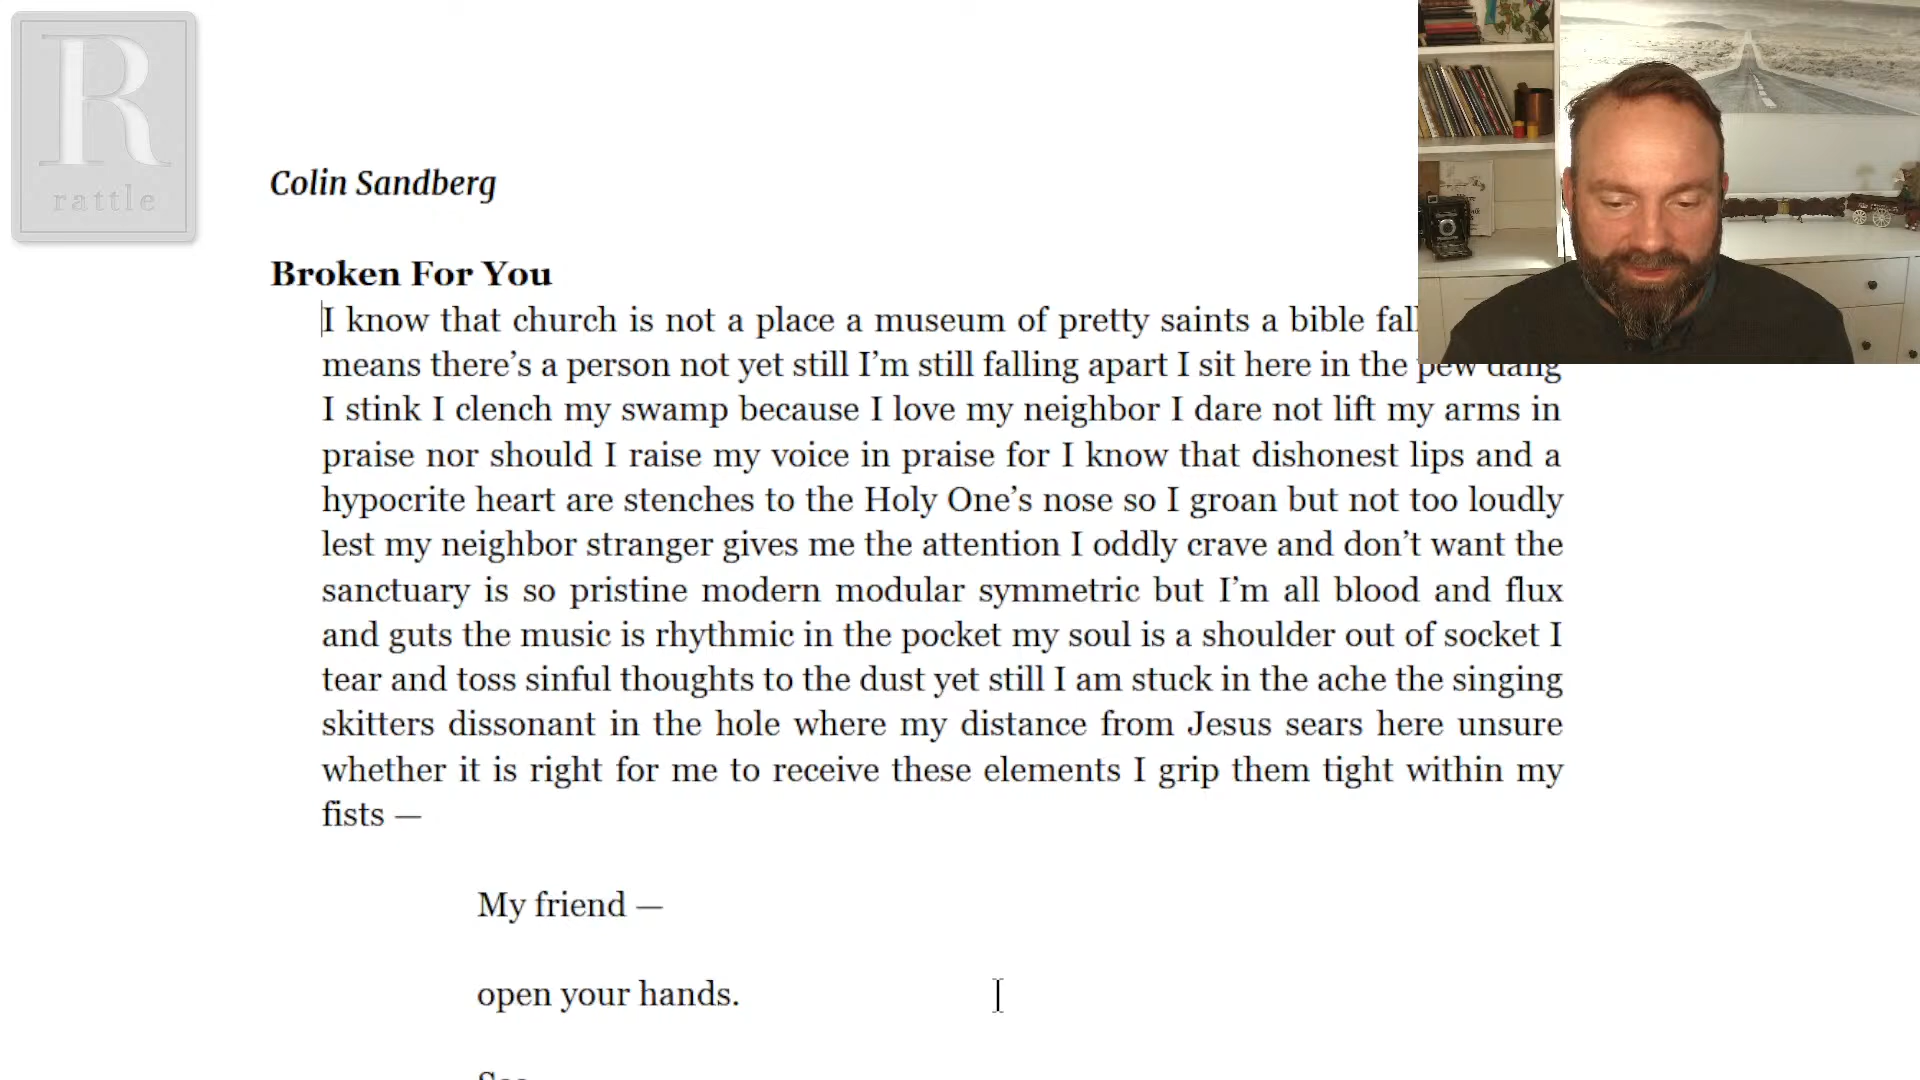 R
rattle
Colin Sandberg
Broken For You
I know that church is not a place a museum of pretty saints a bible
means there’s a person not yet still I’m still falling apart I sit here in the pew dang
I stink I clench my swamp because I love my neighbor I dare not lift my arms in
praise nor should I raise my voice in praise for I know that dishonest lips and a
hypocrite heart are stenches to the Holy One’s nose so I groan but not too loudly
lest my neighbor stranger gives me the attention I oddly crave and don’t want the
sanctuary is so pristine modern modular symmetric but I’m all blood and flux
and guts the music is rhythmic in the pocket my soul is a shoulder out of socket I
tear and toss sinful thoughts to the dust yet still I am stuck in the ache the singing
skitters dissonant in the hole where my distance from Jesus sears here unsure
whether it is right for me to receive these elements I grip them tight within my
fists —
My friend —
open your hands.